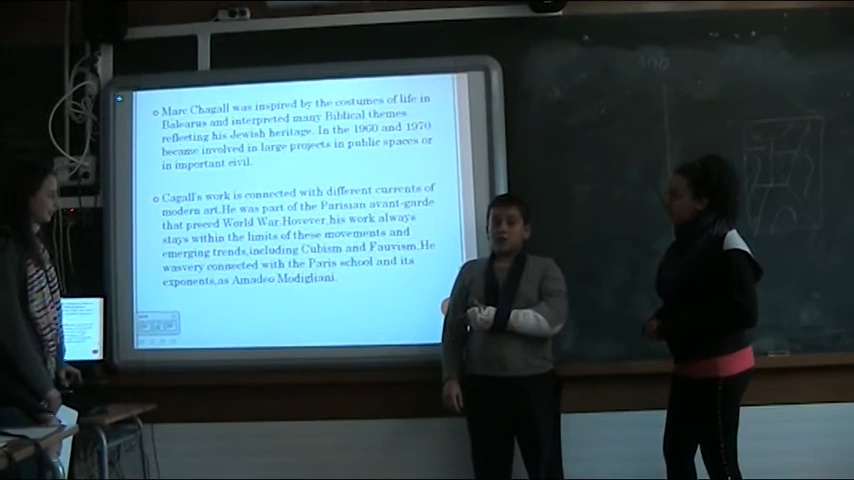 Marc Chagall was inspired by the costumes of life in
Balearus and interpreted many Biblical themes
reflecting his Jewish heritage. In the 1960 and 1970
became involved in large projects in public spaces or
in important civil.
Cagall's work is connected with different currents of
modern art.He was part of the Parisian avant-garde
that preced World War.However,his work always
stays within the limits of these movements and
emerging trends,including Cubism and Fauvism.He
wasvery connected with the Paris school and its
exponents,as Amadeo Modigliani.